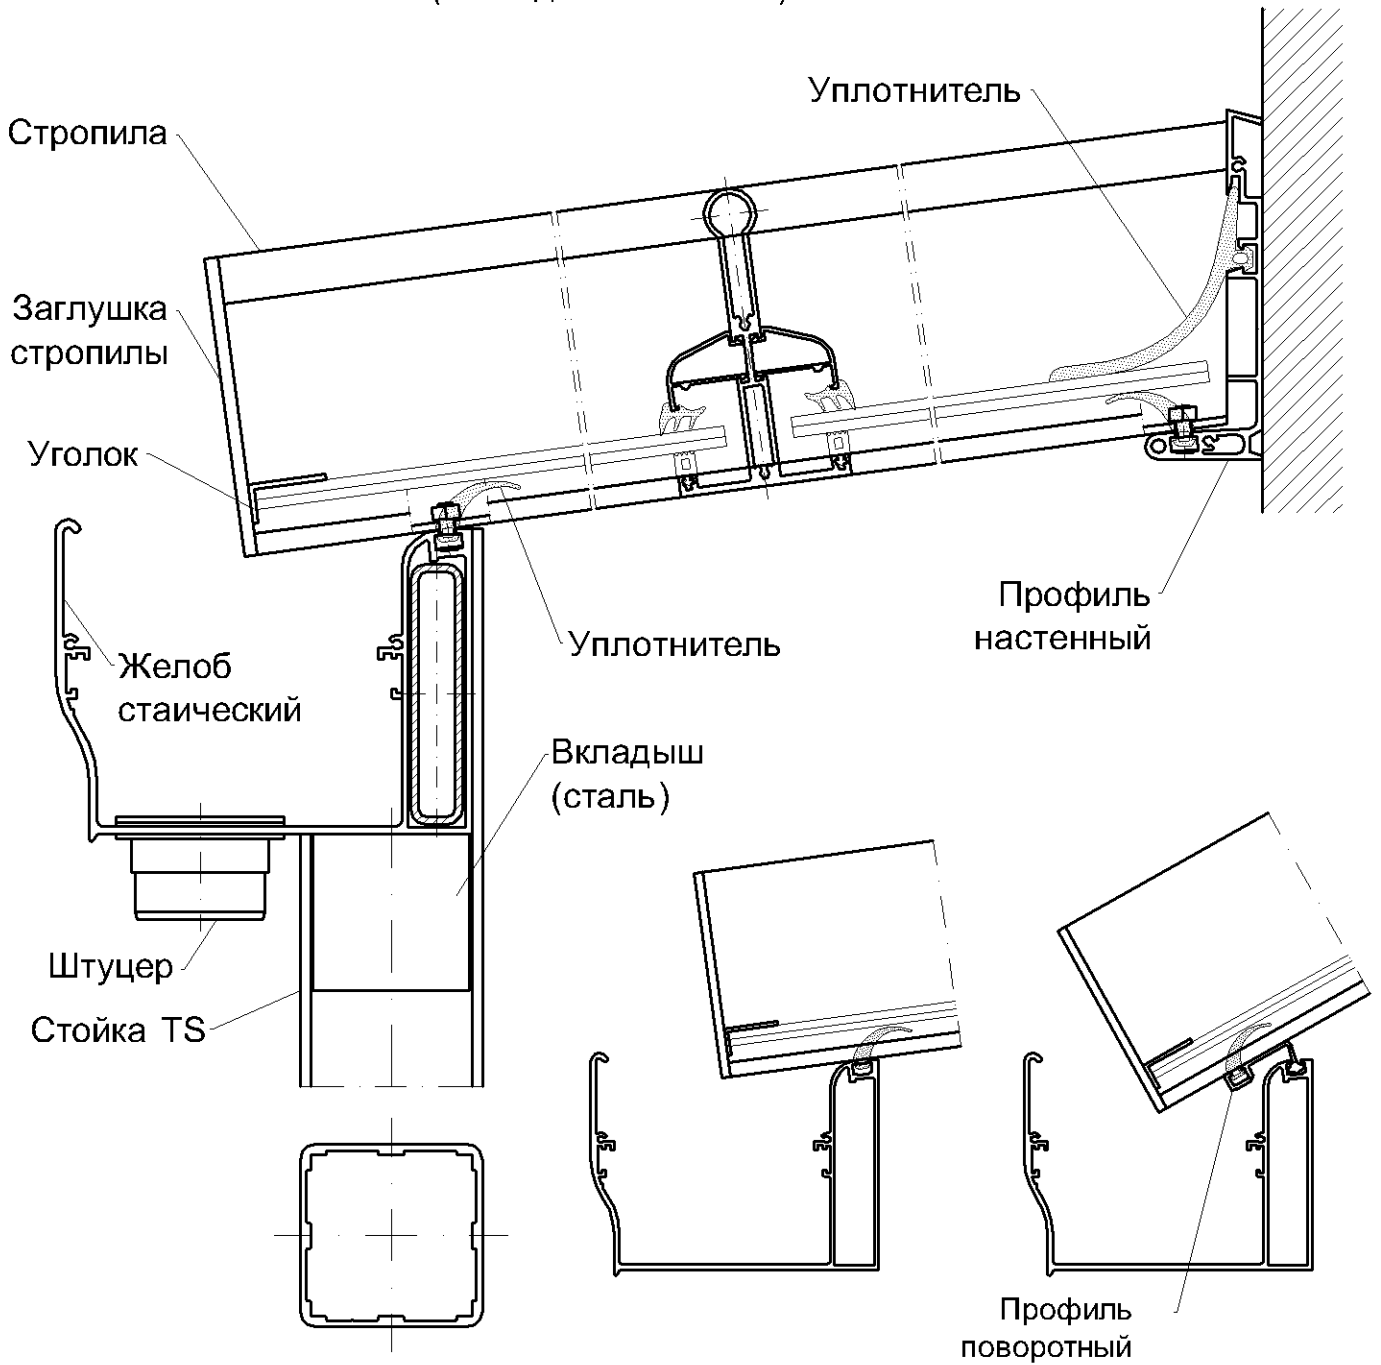 Уплотнитель
Стропила
Заглушка
стропилы
Уголок
Профиль
настенный
Уплотнитель
Желоб
стаический
Вкладыш
(сталь)
Штуцер
Стойка TS
Профиль
поворотный